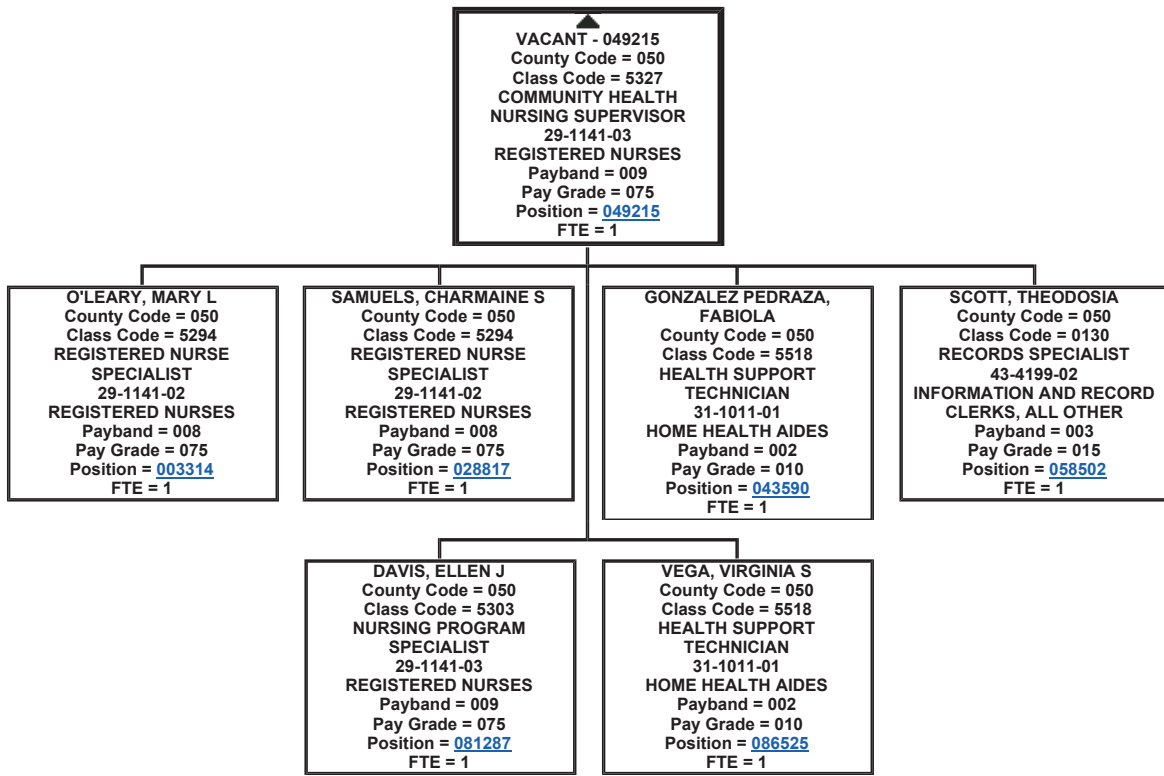 VACANT - 049215
County Code = 050
Class Code = 5327
COMMUNITY HEALTH
NURSING SUPERVISOR
29-1141-03
REGISTERED NURSES
Payband = 009
Pay Grade = 075
Position = 049215
FTE = 1
O'LEARY, MARY L
County Code = 050
Class Code = 5294
REGISTERED NURSE
SPECIALIST
29-1141-02
REGISTERED NURSES
Payband = 008
Pay Grade = 075
Position = 003314
FTE = 1
SAMUELS, CHARMAINE S
County Code = 050
Class Code = 5294
REGISTERED NURSE
SPECIALIST
29-1141-02
REGISTERED NURSES
Payband = 008
Pay Grade = 075
Position = 028817
FTE = 1
GONZALEZ PEDRAZA,
FABIOLA
County Code = 050
Class Code = 5518
HEALTH SUPPORT
TECHNICIAN
31-1011-01
HOME HEALTH AIDES
Payband = 002
Pay Grade = 010
Position = 043590
FTE = 1
SCOTT, THEODOSIA
County Code = 050
Class Code = 0130
RECORDS SPECIALIST
43-4199-02
INFORMATION AND RECORD
CLERKS, ALL OTHER
Payband = 003
Pay Grade = 015
Position = 058502
FTE = 1
DAVIS, ELLEN J
County Code = 050
Class Code = 5303
NURSING PROGRAM
SPECIALIST
29-1141-03
REGISTERED NURSES
Payband = 009
Pay Grade = 075
Position = 081287
FTE = 1
VEGA, VIRGINIA S
County Code = 050
Class Code = 5518
HEALTH SUPPORT
TECHNICIAN
31-1011-01
HOME HEALTH AIDES
Payband = 002
Pay Grade = 010
Position = 086525
FTE = 1